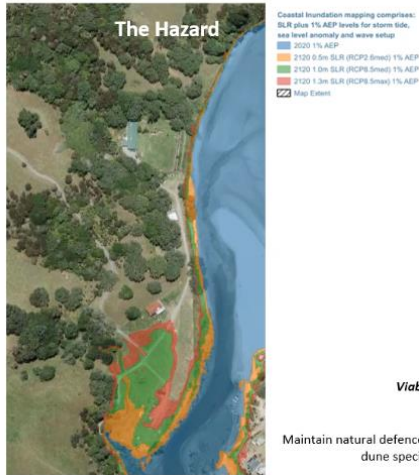 The Hazard
Coastal Inundation mapping comprises:
SLR plus 1% AEP levels for storm tide,
sea level anomaly and wave setup
2020 1% AEP
2120 0.5m SLR (RCP2.6med) 1% AEP
2120 1.0m SLR (RCP8.5med) 1% AEP
2120 1.3m SLR (RCP8.5max) 1% AEP
Map Extent
Viab
Maintain natural defence
dune spec